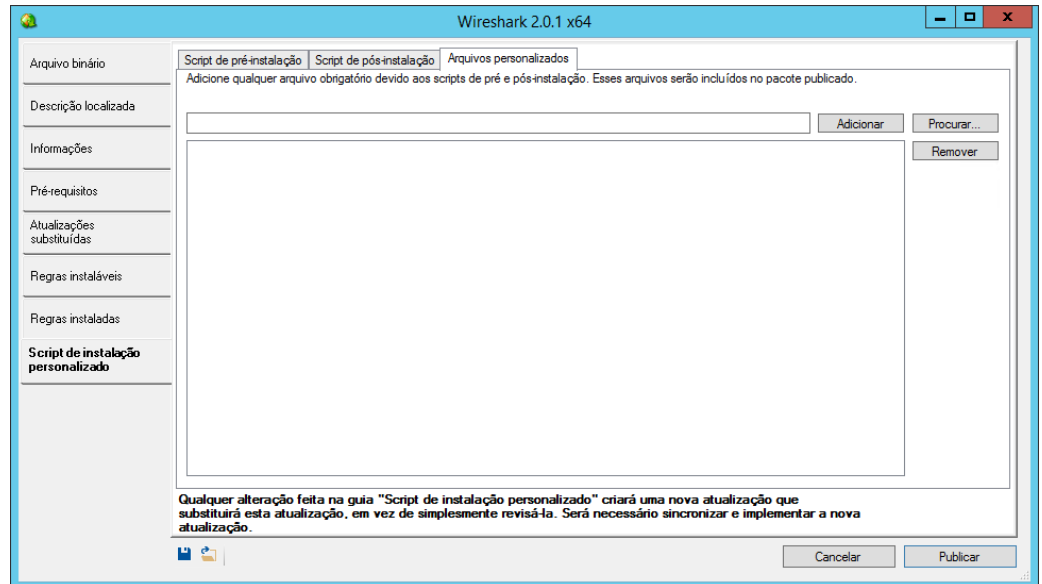 Wireshark 2.0.1 x64
Arquivo binário
Descrição localizada
Informações
Pré-requisitos
Atualizações
substituídas
Regras instaláveis
Regras instaladas
Script de instalação
personalizado
Script de pré-instalação
Script de pós-instalação
Arquivos personalizados
Adicione qualquer arquivo obrigatório devido aos scripts de pré e pós-instalação. Esses arquivos serão incluídos no pacote publicado.
Adicionar
Procurar...
Remover
Qualquer alteração feita na guia "Script de instalação personalizado" criará uma nova atualização que
substituirá esta atualização, em vez de simplesmente revisá-la. Será necessário sincronizar e implementar a nova
atualização.
Cancelar
Publicar